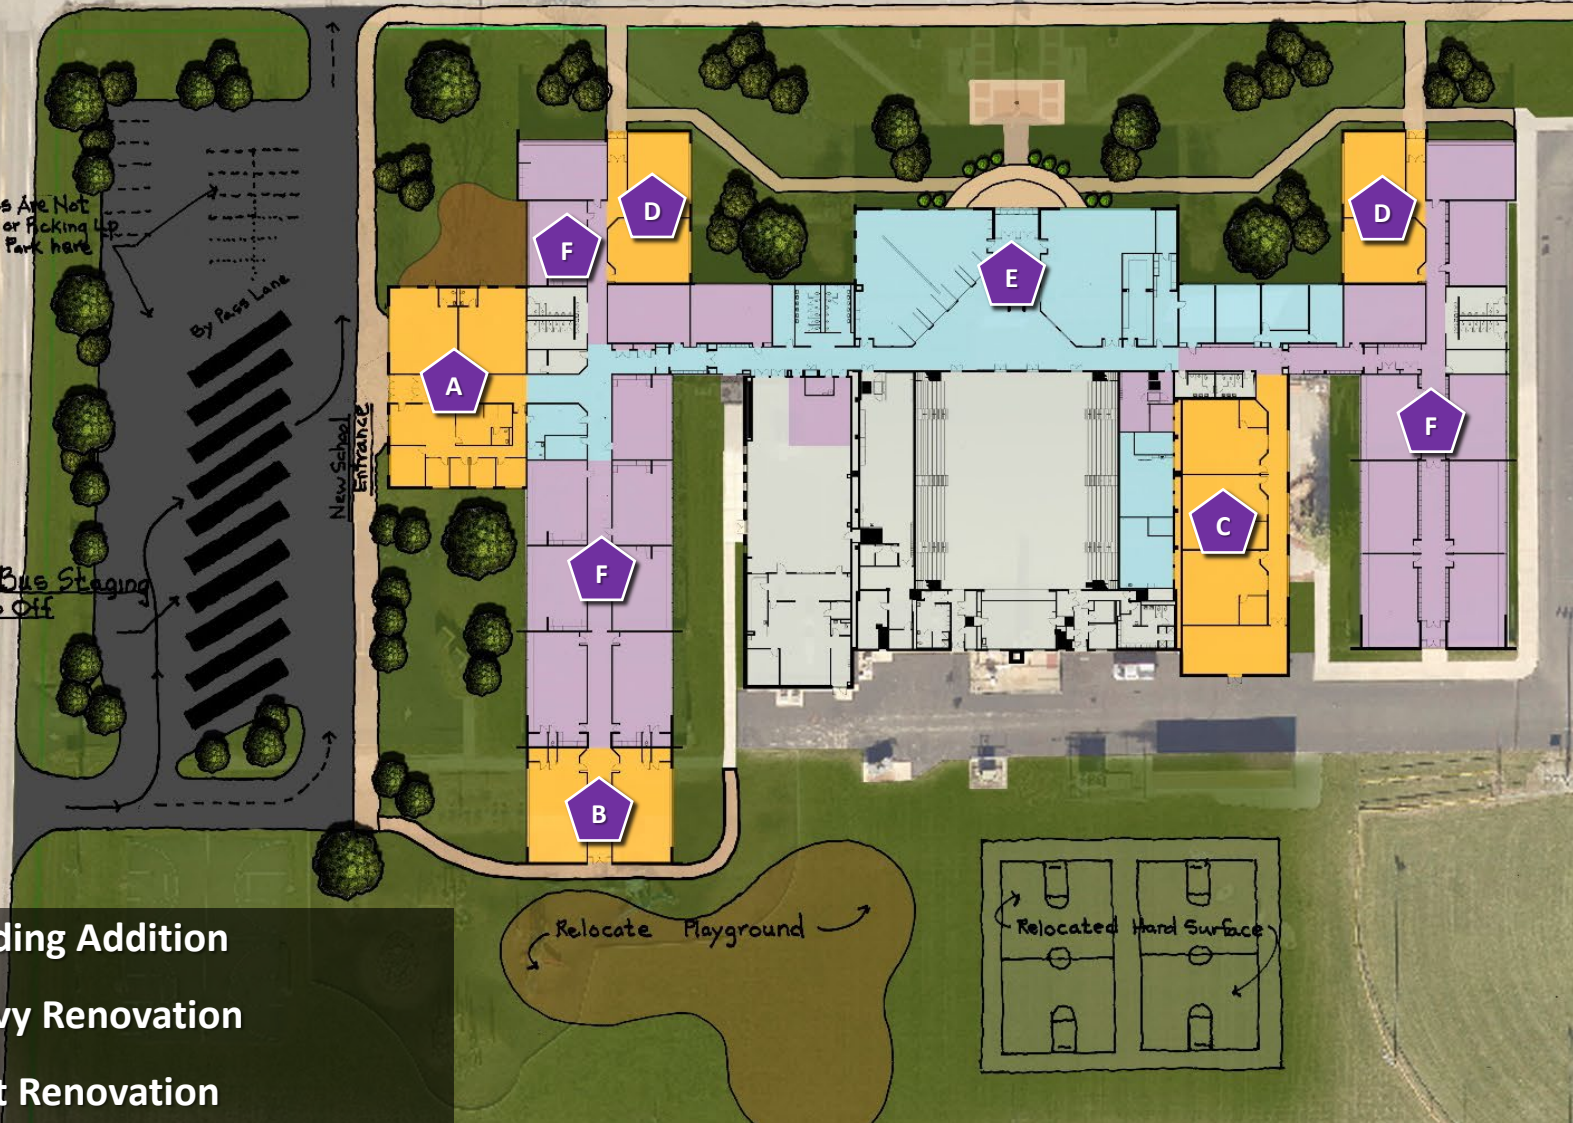 s Are Not
or Picking Up
Park here
By Pass Lane
New School
Entrance
Bus Staging
Off
D
D
F
E
A
F
C
F
B
Relocate Playground
Relocated Hard Surface
ding Addition
vy Renovation
t Renovation